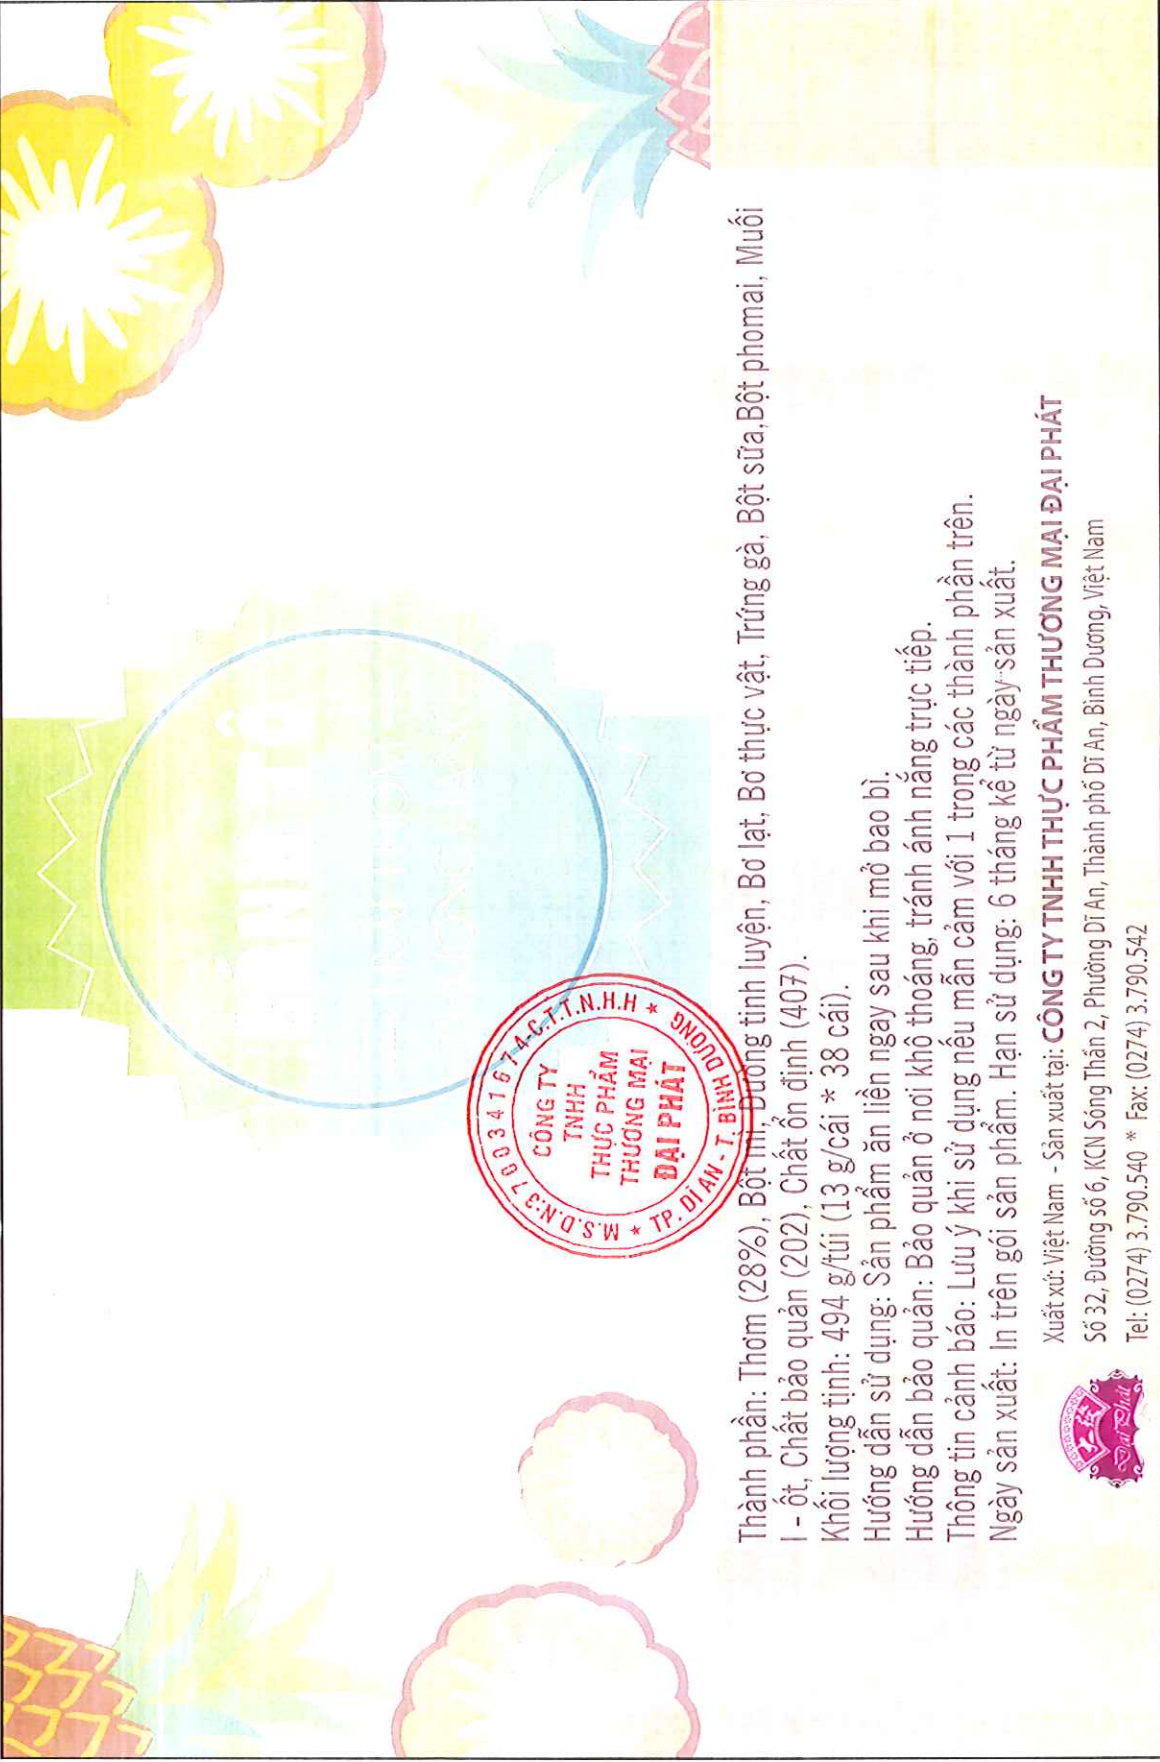 M.S.D.N:3700341674-C.T.T.N.H.H
CÔNG TY
TNHH
THỰC PHẨM
THƯƠNG MẠI
ĐẠI PHÁT
* TP. DĨ AN - T. BÌNH DƯƠNG *
Thành phần: Thơm (28%), Bột mì, Đường tinh luyện, Bơ lạt, Bơ thực vật, Trứng gà, Bột sữa, Bột phomai, Muối
I - ốt, Chất bảo quản (202), Chất ổn định (407).
Khối lượng tịnh: 494 g/túi (13 g/cái * 38 cái).
Hướng dẫn sử dụng: Sản phẩm ăn liền ngay sau khi mở bao bì.
Hướng dẫn bảo quản: Bảo quản ở nơi khô thoáng, tránh ánh nắng trực tiếp.
Thông tin cảnh báo: Lưu ý khi sử dụng nếu mẫn cảm với 1 trong các thành phần trên.
Ngày sản xuất: In trên gói sản phẩm. Hạn sử dụng: 6 tháng kể từ ngày sản xuất.
Xuất xứ: Việt Nam - Sản xuất tại: CÔNG TY TNHH THỰC PHẨM THƯƠNG MẠI ĐẠI PHÁT
Số 32, Đường số 6, KCN Sóng Thần 2, Phường Dĩ An, Thành phố Dĩ An, Bình Dương, Việt Nam
Tel: (0274) 3.790.540 * Fax: (0274) 3.790.542
Đại Phát